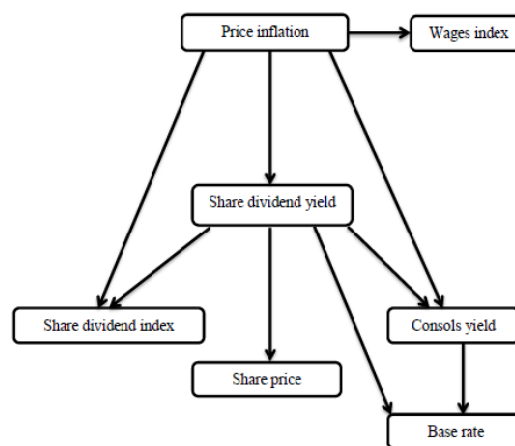 Price inflation
Wages index
Share dividend yield
Share dividend index
Consols yield
Share price
Base rate